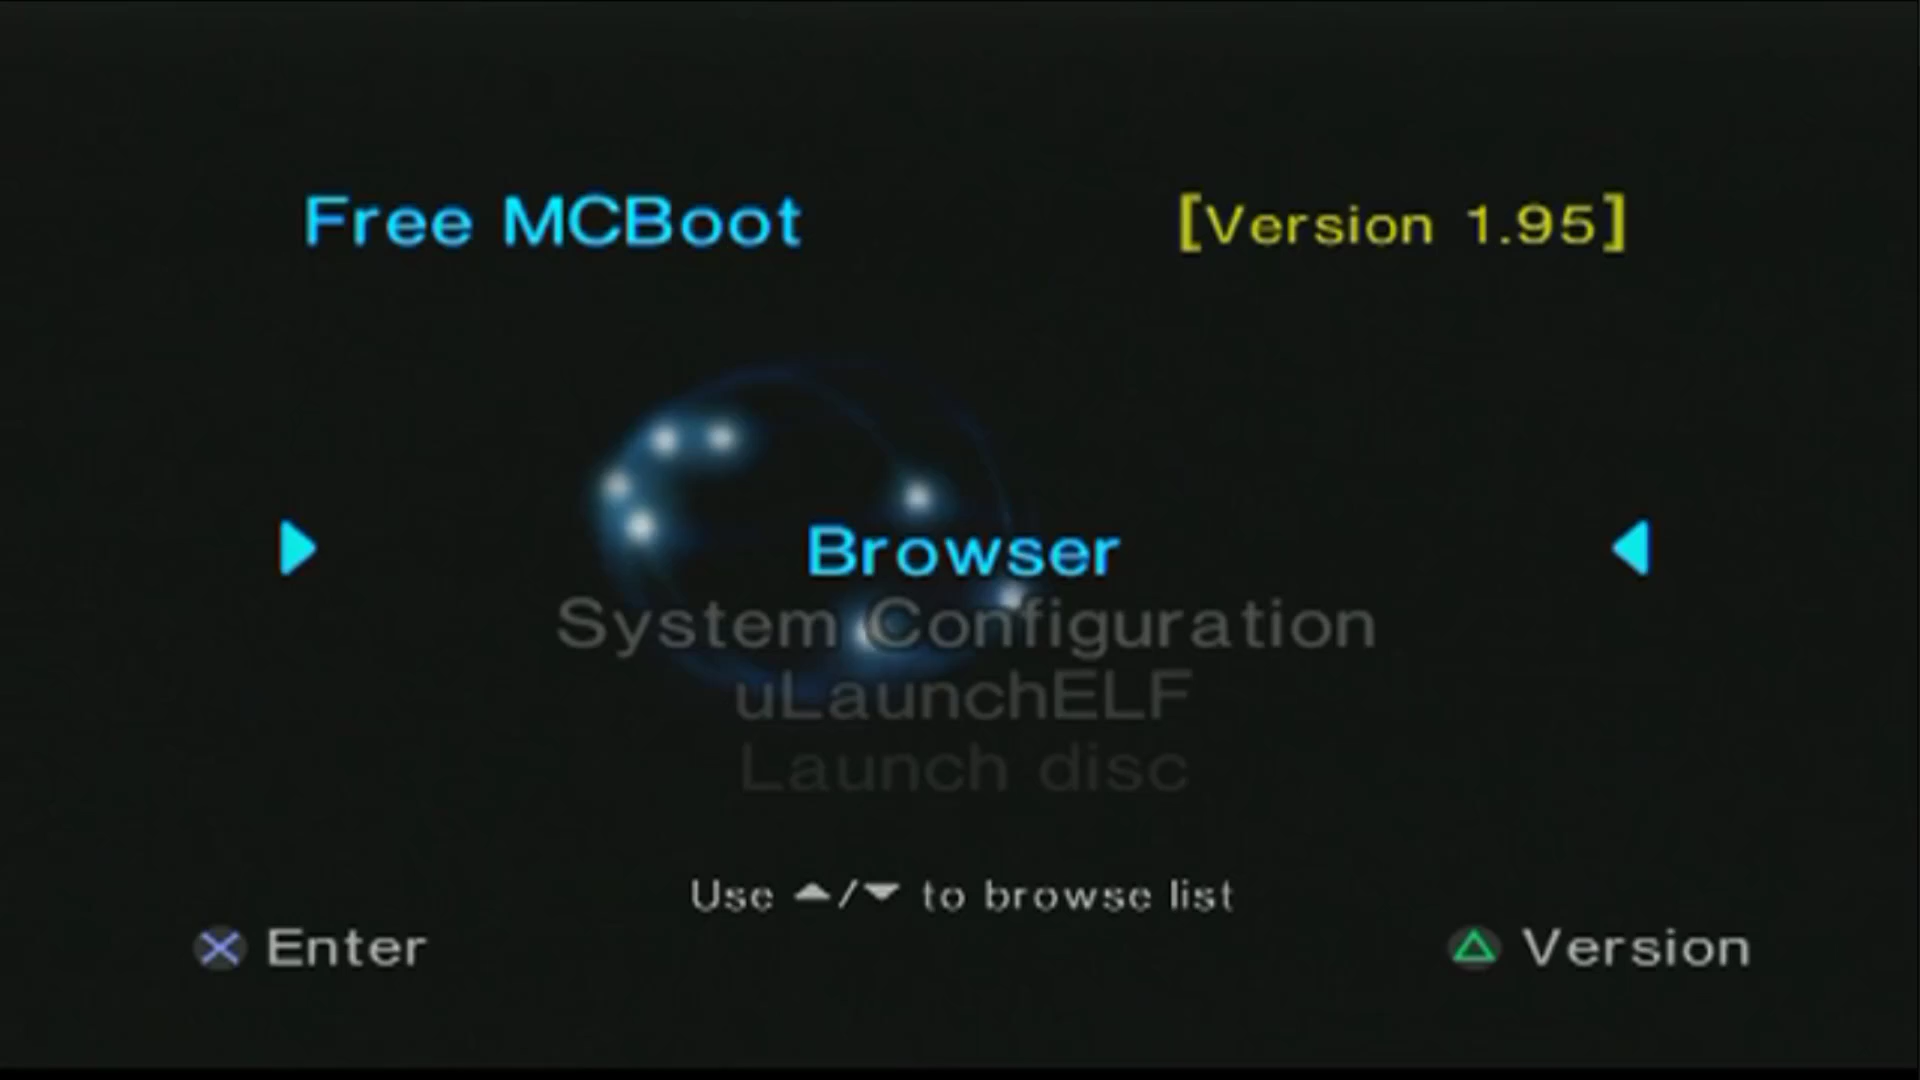 Free MCBoot
[Version 1.95]
Browser
System Configuration
uLaunchELF
Launch disc
Use ▲/▼ to browse list
Enter
Version